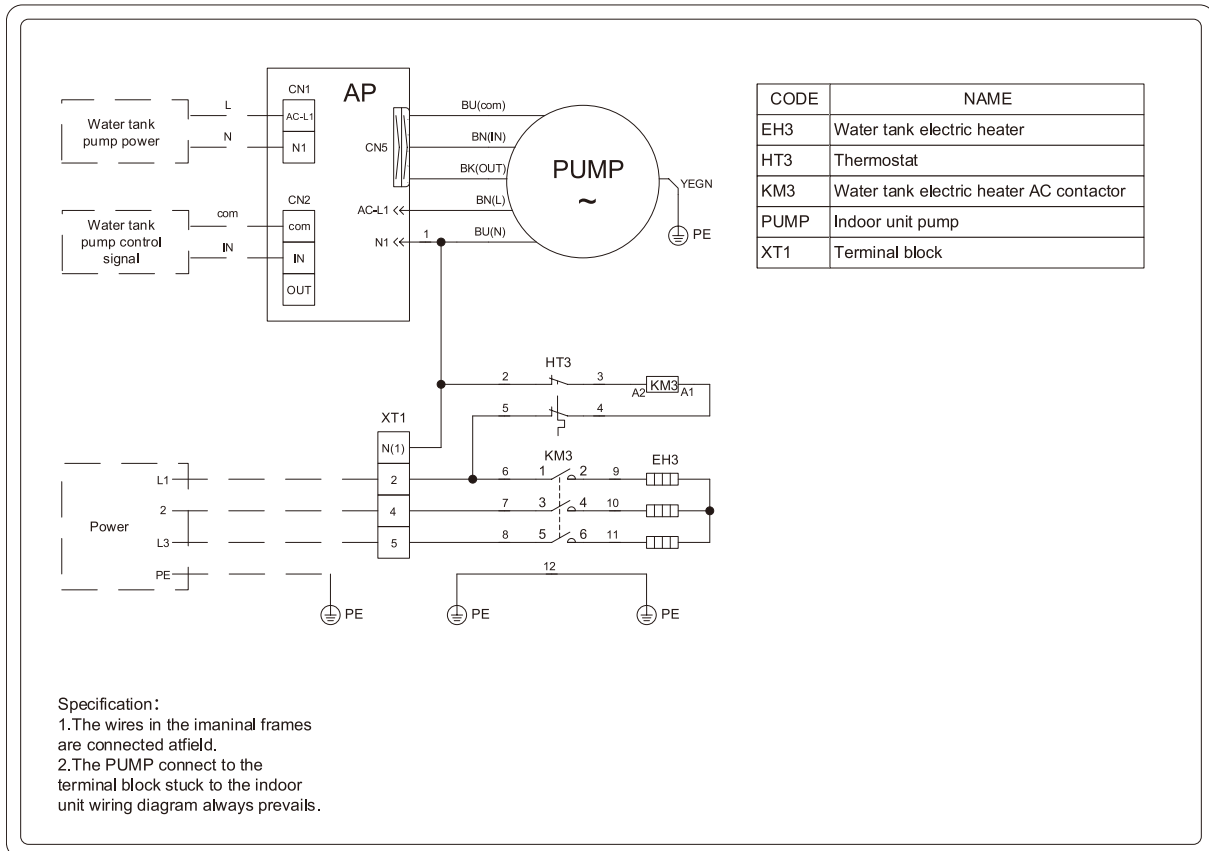 CN1
AP
L
AC-L1
N
N1
Water tank
pump power
CN5
BU(com)
BN(IN)
BK(OUT)
BN(L)
BU(N)
AC-L1
N1
1
PUMP
~
YEGN
PE
CN2
com
com
IN
IN
OUT
Water tank
pump control
signal
CODE NAME
EH3 Water tank electric heater
HT3 Thermostat
KM3 Water tank electric heater AC contactor
PUMP Indoor unit pump
XT1 Terminal block
HT3
2 3 A2 KM3 A1
5 4
XT1
N(1)
KM3 EH3
L1 2 6 1 2 9
2 4 7 3 4 10
Power
L3 5 8 5 6 11
PE
12
PE PE PE
Specification:
1.The wires in the imaninal frames
are connected atfield.
2.The PUMP connect to the
terminal block stuck to the indoor
unit wiring diagram always prevails.